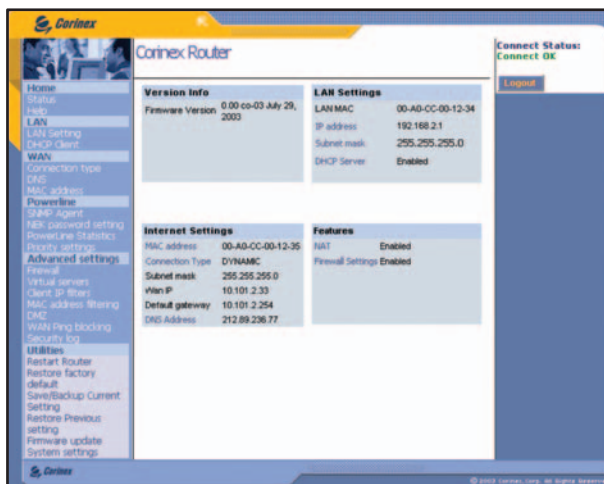 Corinex
Corinex Router
Connect Status:
Connect OK
Logout
Home
Status
Help
LAN
LAN Setting
DHCP Client
WAN
Connection type
DNS
MAC address
Powerline
SNMP Agent
NEK password setting
PowerLine Statistics
Priority settings
Advanced settings
Firewall
Virtual servers
Client IP filters
MAC address filtering
DMZ
WAN Ping blocking
Security log
Utilities
Restart Router
Restore factory
default
Save/Backup Current
Setting
Restore Previous
setting
Firmware update
System settings
Version Info
Firmware Version 0.00 co-03 July 29,
2003
LAN Settings
LAN MAC 00-A0-CC-00-12-34
IP address 192.168.2.1
Subnet mask 255.255.255.0
DHCP Server Enabled
Internet Settings
MAC address 00-A0-CC-00-12-35
Connection Type DYNAMIC
Subnet mask 255.255.255.0
Wan IP 10.101.2.33
Default gateway 10.101.2.254
DNS Address 212.89.236.77
Features
NAT Enabled
Firewall Settings Enabled
Corinex
© 2003 Corinex Corp. All Rights Reserved